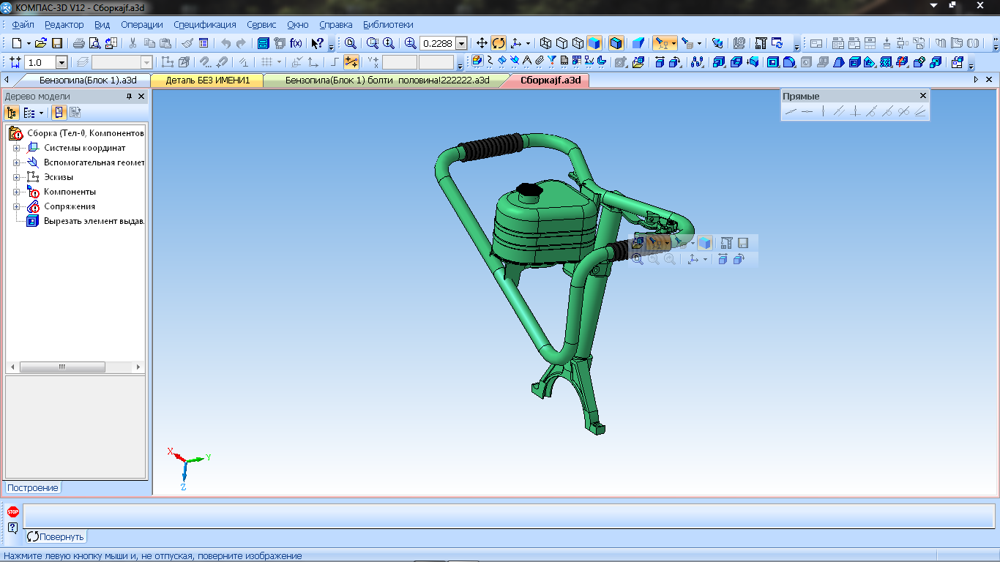 КОМПАС-3D V12 - Сборкаjf.a3d
Файл Редактор Вид Операции Спецификация Сервис Окно Справка Библиотеки
f(x) 0.2288
1.0
Бензопила(Блок 1).a3d Деталь БЕЗ ИМЕНИ1 Бензопила(Блок 1) болти половина!222222.a3d Сборкаjf.a3d
Дерево модели
Прямые
Сборка (Тел-0, Компонентов
Системы координат
Вспомогательная геомет
Эскизы
Компоненты
Сопряжения
Вырезать элемент выдав.
X
Y
Z
Построение
STOP
Повернуть
Нажмите левую кнопку мыши и, не отпуская, поверните изображение